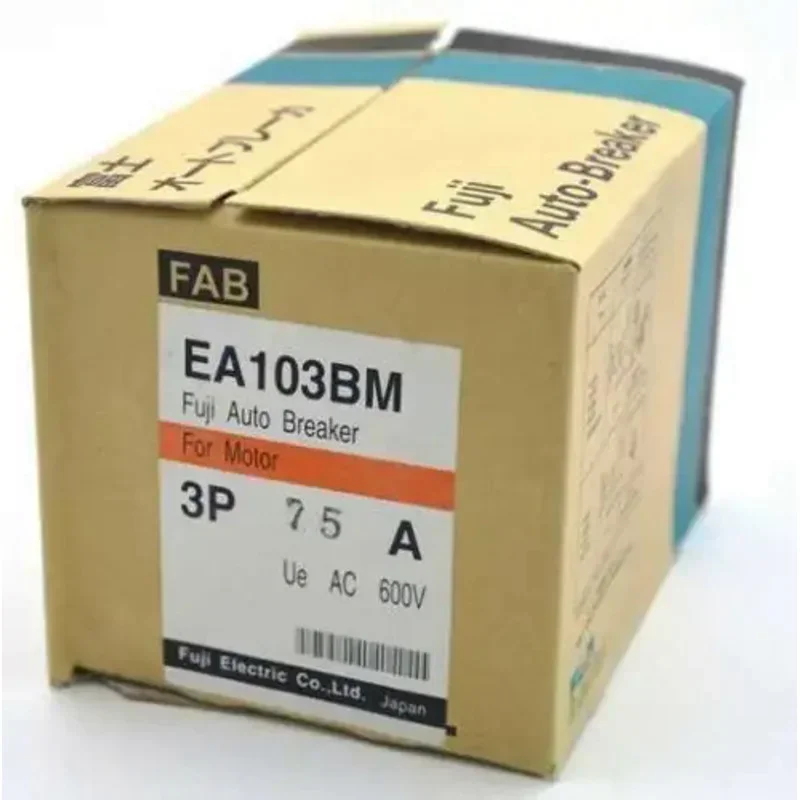 富士
オートブレーカ
Fuji
Auto-Breaker
FAB
EA103BM
Fuji Auto Breaker
For Motor
3P 75 A
Ue AC 600V
Fuji Electric Co.,Ltd. Japan